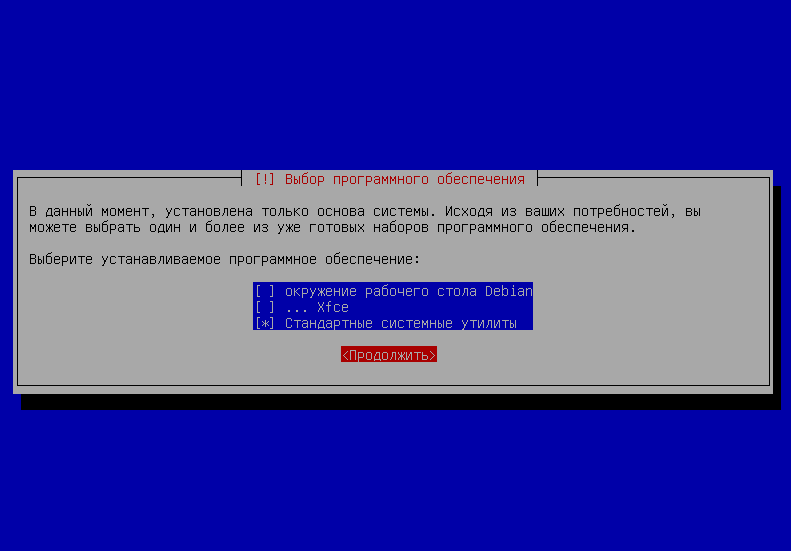 [!] Выбор программного обеспечения
В данный момент, установлена только основа системы. Исходя из ваших потребностей, вы
можете выбрать один и более из уже готовых наборов программного обеспечения.
Выберите устанавливаемое программное обеспечение:
[ ] окружение рабочего стола Debian
[ ] ... Xfce
[*] Стандартные системные утилиты
<Продолжить>